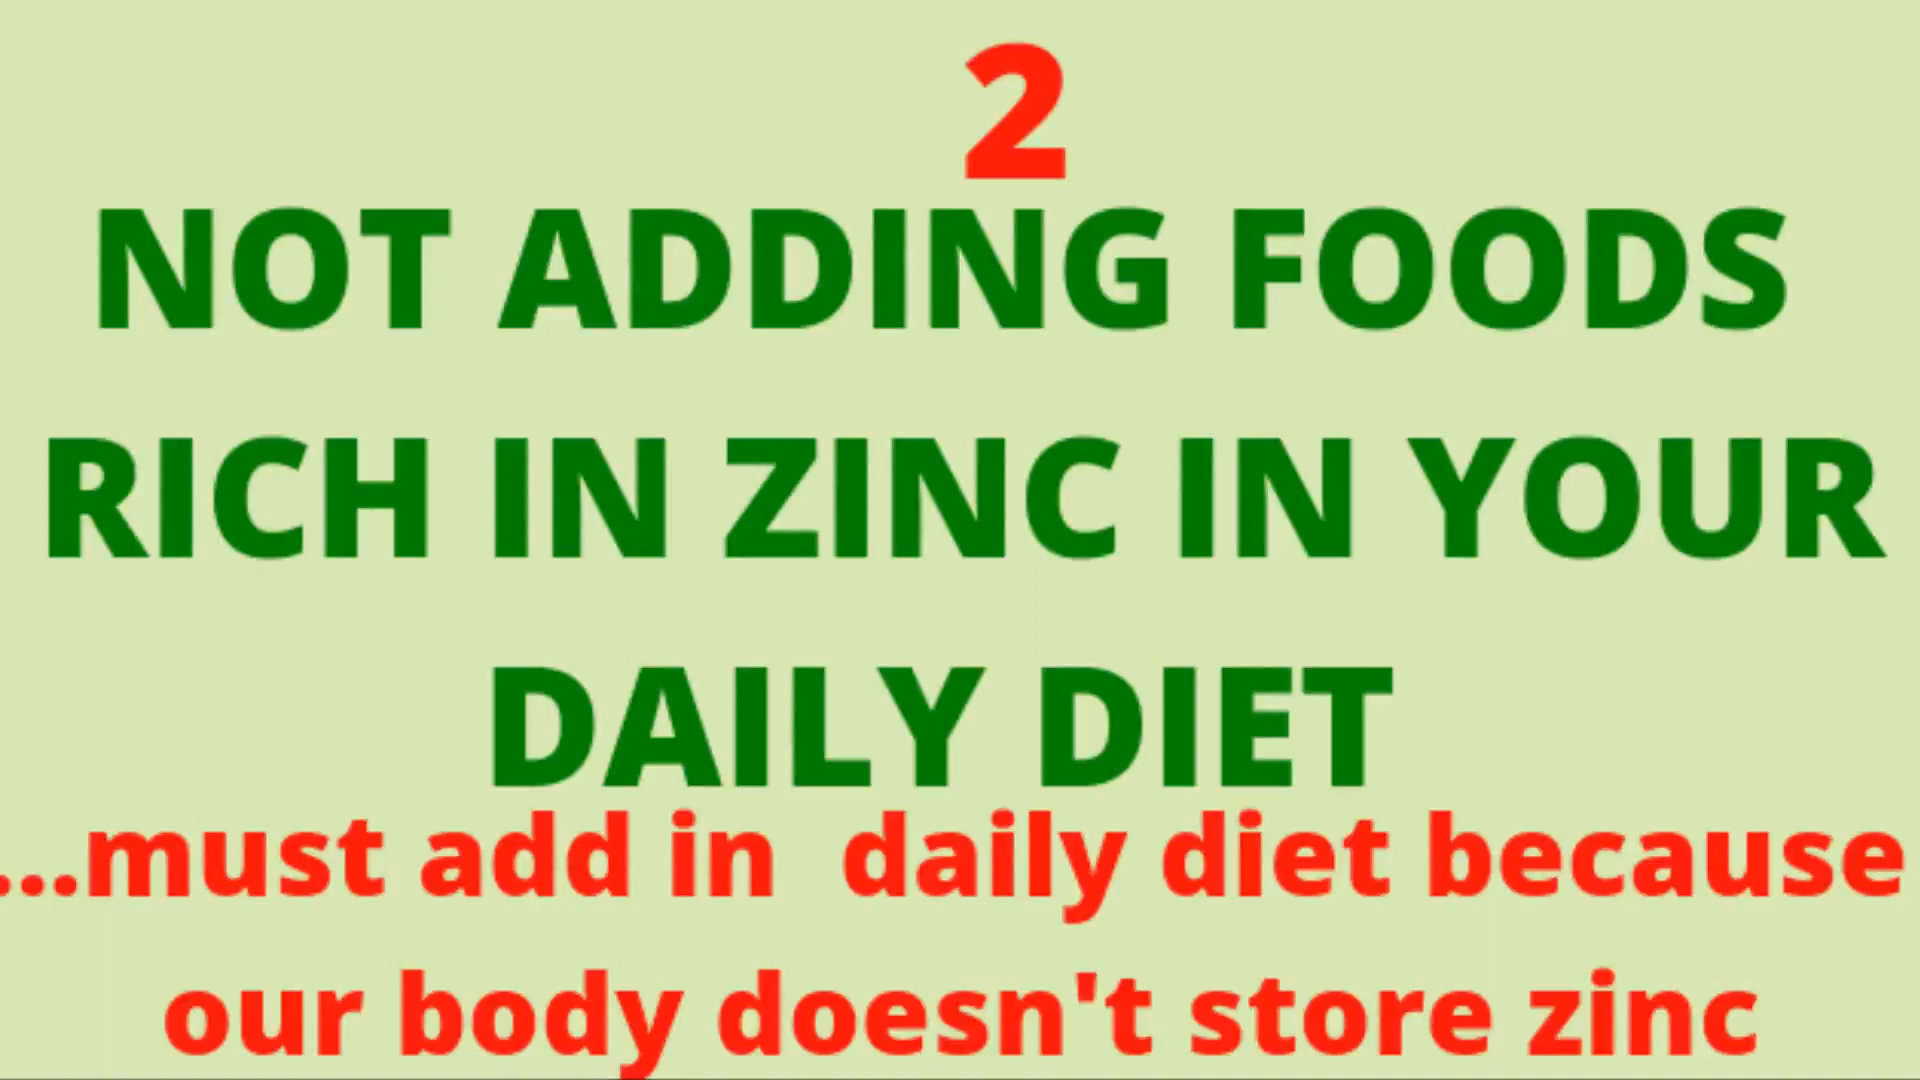 2
NOT ADDING FOODS
RICH IN ZINC IN YOUR
DAILY DIET
...must add in  daily diet because
our body doesn't store zinc